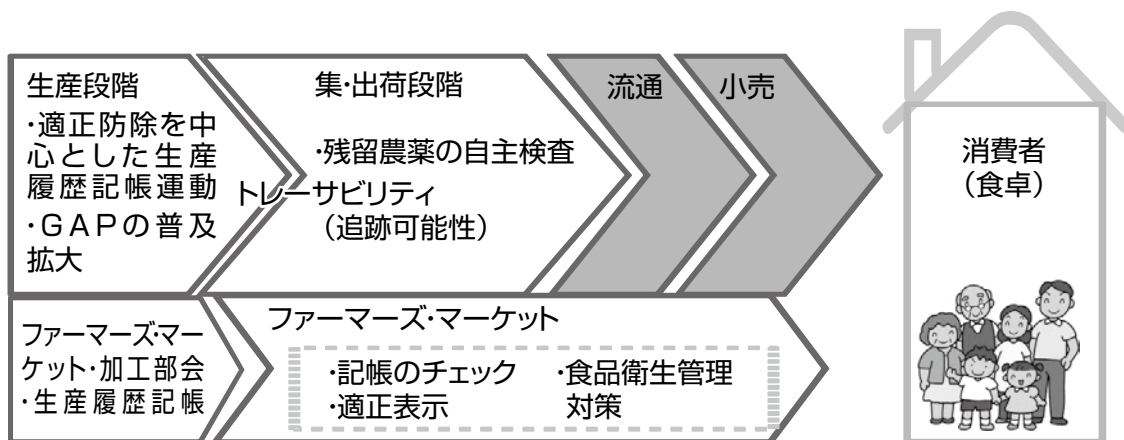 生産段階
・適正防除を中
心とした生産
履歴記帳運動
・GAPの普及
拡大
集・出荷段階
・残留農薬の自主検査
トレーサビリティ
(追跡可能性)
流通
小売
消費者
(食卓)
ファーマーズ・マー
ケット・加工部会
・生産履歴記帳
ファーマーズ・マーケット
・記帳のチェック
・適正表示
・食品衛生管理
対策